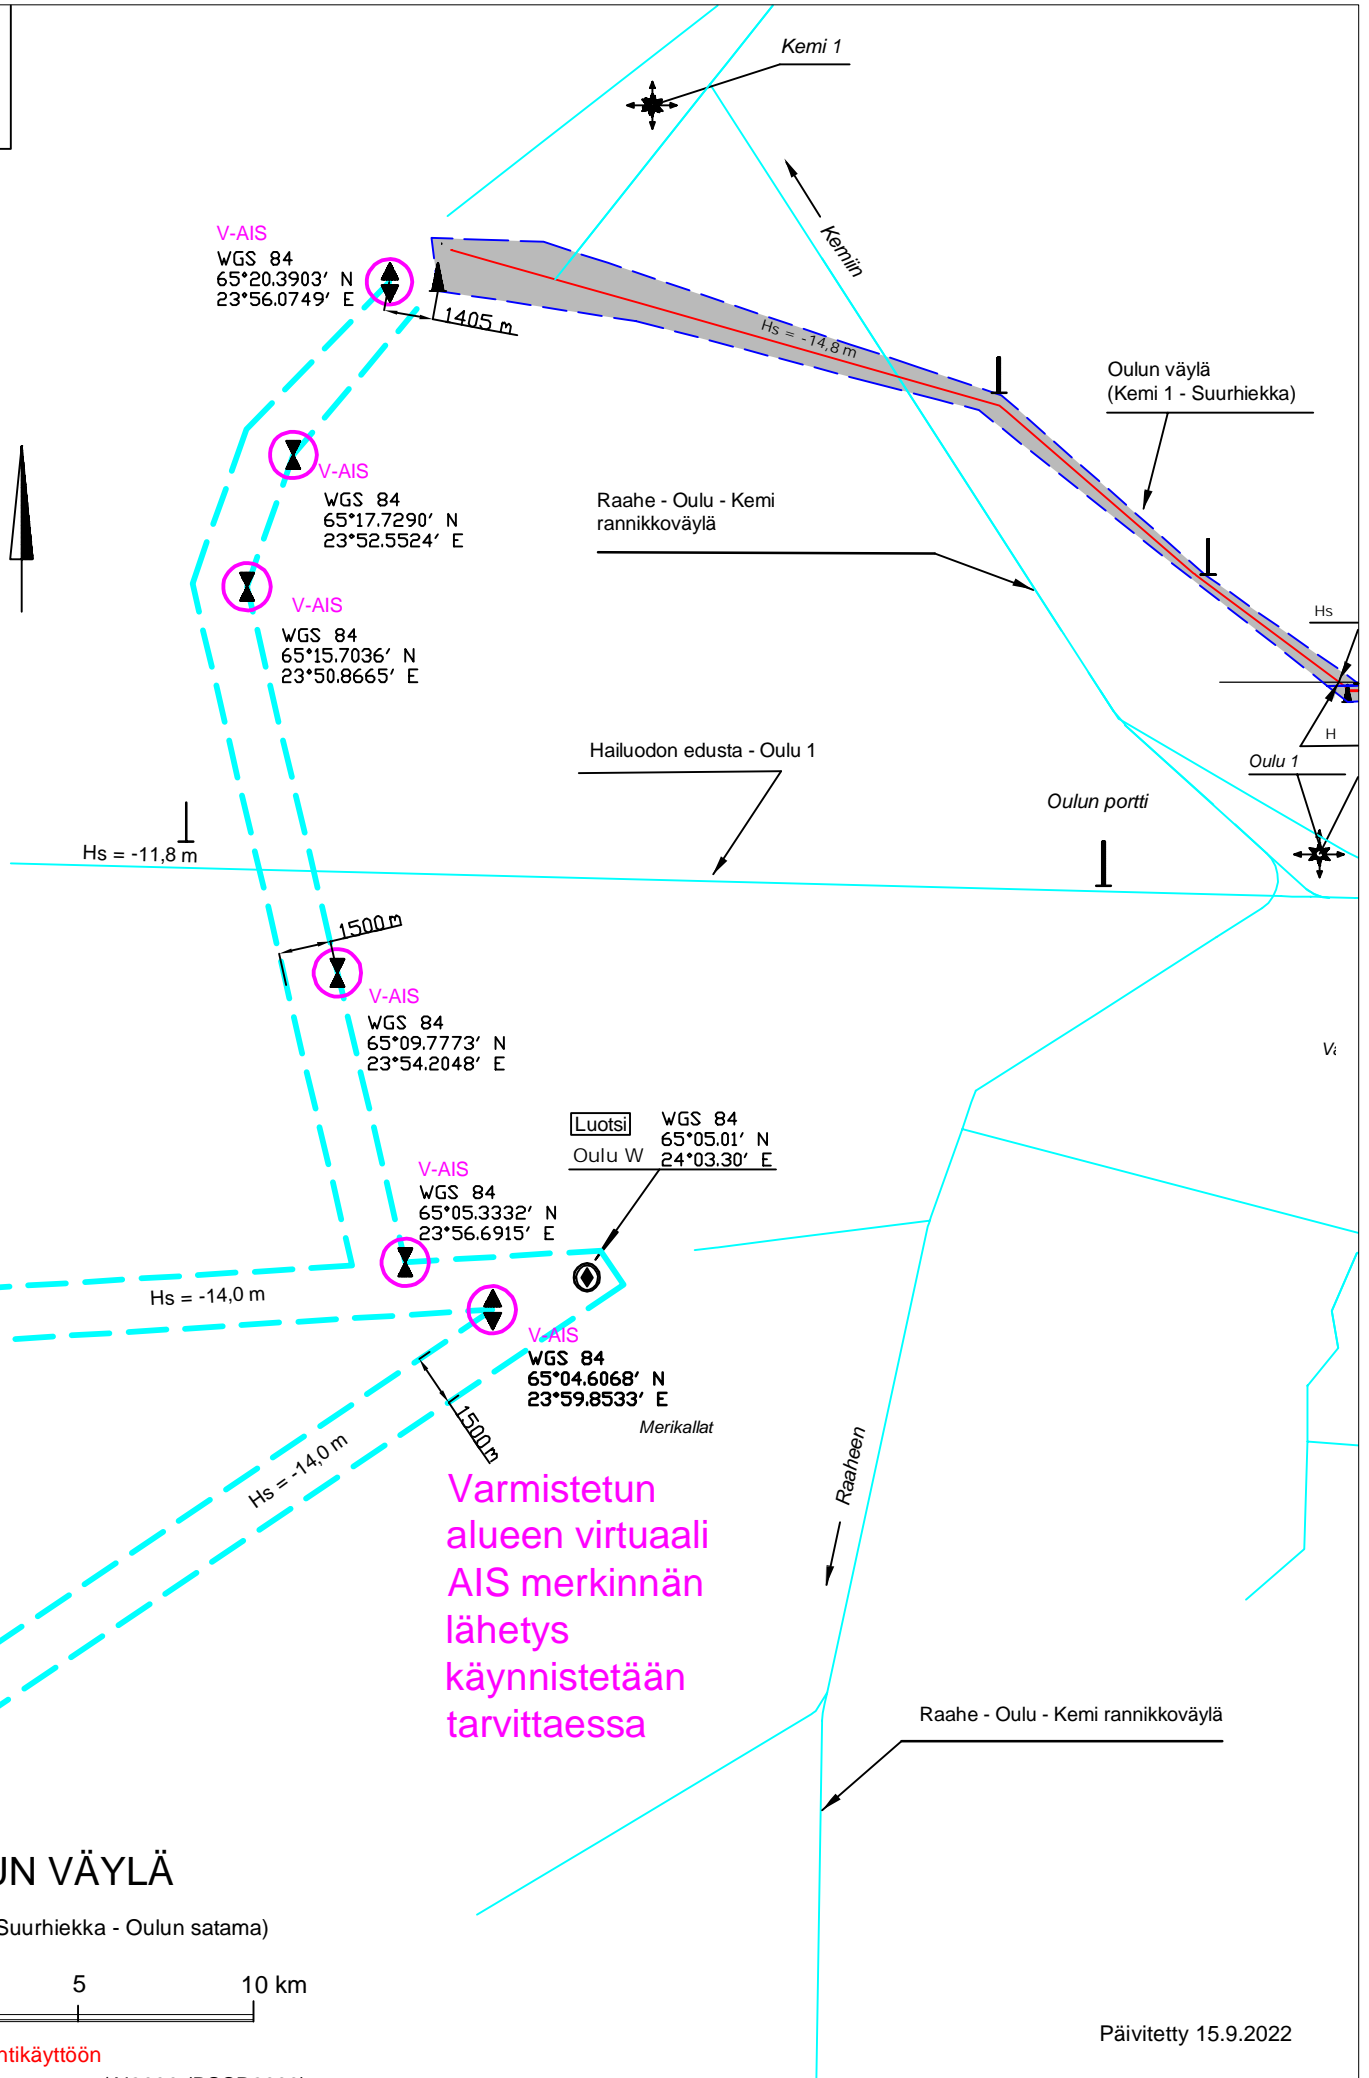 Kemi 1
V-AIS
WGS 84
65°20.3903' N
23°56.0749' E
1405 m
Kemiin
Hs = -14,8 m
Oulun väylä
(Kemi 1 - Suurhiekka)
V-AIS
WGS 84
65°17.7290' N
23°52.5524' E
Raahe - Oulu - Kemi
rannikkoväylä
V-AIS
WGS 84
65°15.7036' N
23°50.8665' E
Hs
H
Hailuodon edusta - Oulu 1
Oulu 1
Oulun portti
Hs = -11,8 m
1500 m
V-AIS
WGS 84
65°09.7773' N
23°54.2048' E
Luotsi
Oulu W
WGS 84
65°05.01' N
24°03.30' E
V-AIS
WGS 84
65°05.3332' N
23°56.6915' E
Hs = -14,0 m
V-AIS
WGS 84
65°04.6068' N
23°59.8533' E
Merikallat
1500 m
Hs = -14,0 m
Raaheen
Varmistetun
alueen virtuaali
AIS merkinnän
lähetys
käynnistetään
tarvittaessa
Raahe - Oulu - Kemi rannikkoväylä
UN VÄYLÄ
Suurhiekka - Oulun satama)
5 10 km
ntikäyttöön
Päivitetty 15.9.2022